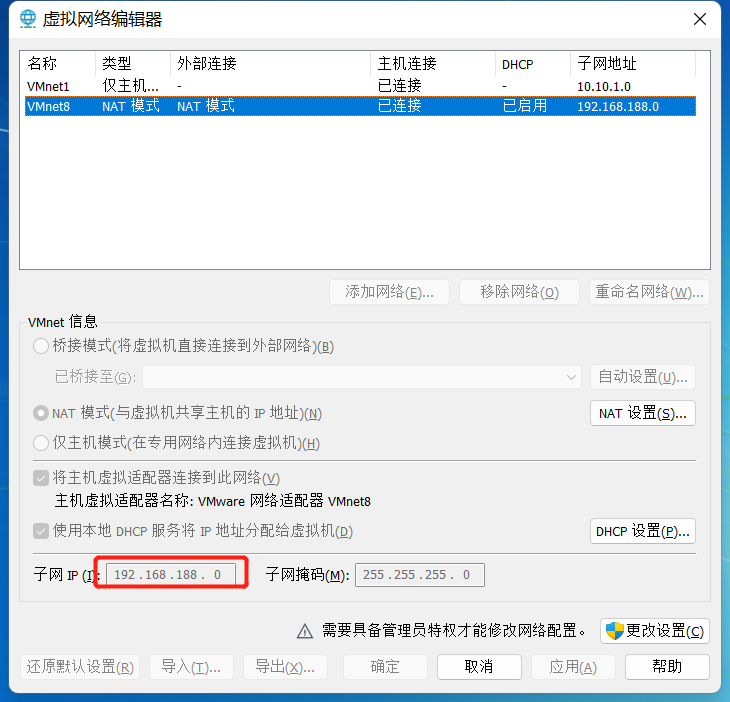 虚拟网络编辑器
名称 类型 外部连接 主机连接 DHCP 子网地址
VMnet1 仅主机... - 已连接 - 10.10.1.0
VMnet8 NAT 模式 NAT 模式 已连接 已启用 192.168.188.0
添加网络(E)... 移除网络(O) 重命名网络(W)...
VMnet 信息
桥接模式(将虚拟机直接连接到外部网络)(B)
已桥接至(G): 自动设置(U)...
NAT 模式(与虚拟机共享主机的 IP 地址)(N) NAT 设置(S)...
仅主机模式(在专用网络内连接虚拟机)(H)
将主机虚拟适配器连接到此网络(V)
主机虚拟适配器名称: VMware 网络适配器 VMnet8
使用本地 DHCP 服务将 IP 地址分配给虚拟机(D) DHCP 设置(P)...
子网 IP (I): 192.168.188. 0 子网掩码(M): 255.255.255. 0
需要具备管理员特权才能修改网络配置。 更改设置(C)
还原默认设置(R) 导入(T)... 导出(X)... 确定 取消 应用(A) 帮助